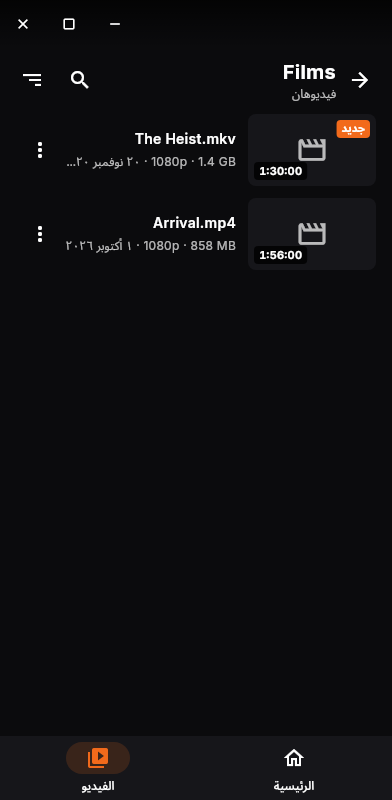 Films
فيديوهان
جديد
1:30:00
The Heist.mkv
1.4 GB · 1080p · ٢٠ نوفمبر ٢٠...
1:56:00
Arrival.mp4
858 MB · 1080p · ١ أكتوبر ٢٠٢٦
الرئيسية
الفيديو